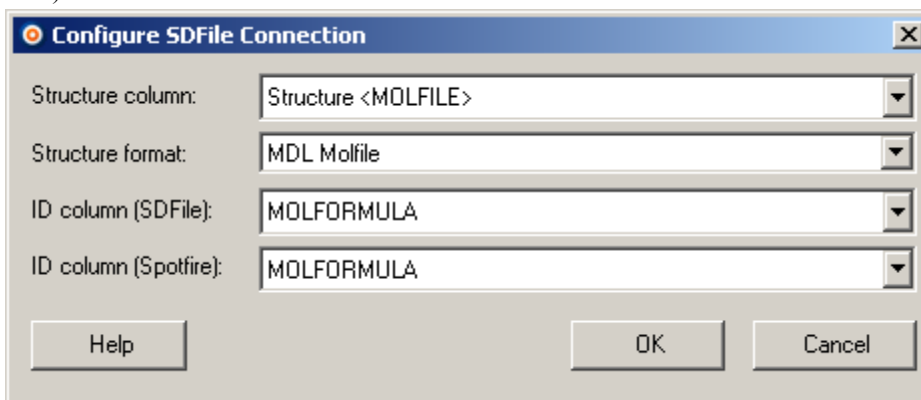 Configure SDFile Connection
Structure column: Structure <MOLFILE>
Structure format: MDL Molfile
ID column (SDFile): MOLFORMULA
ID column (Spotfire): MOLFORMULA
Help OK Cancel